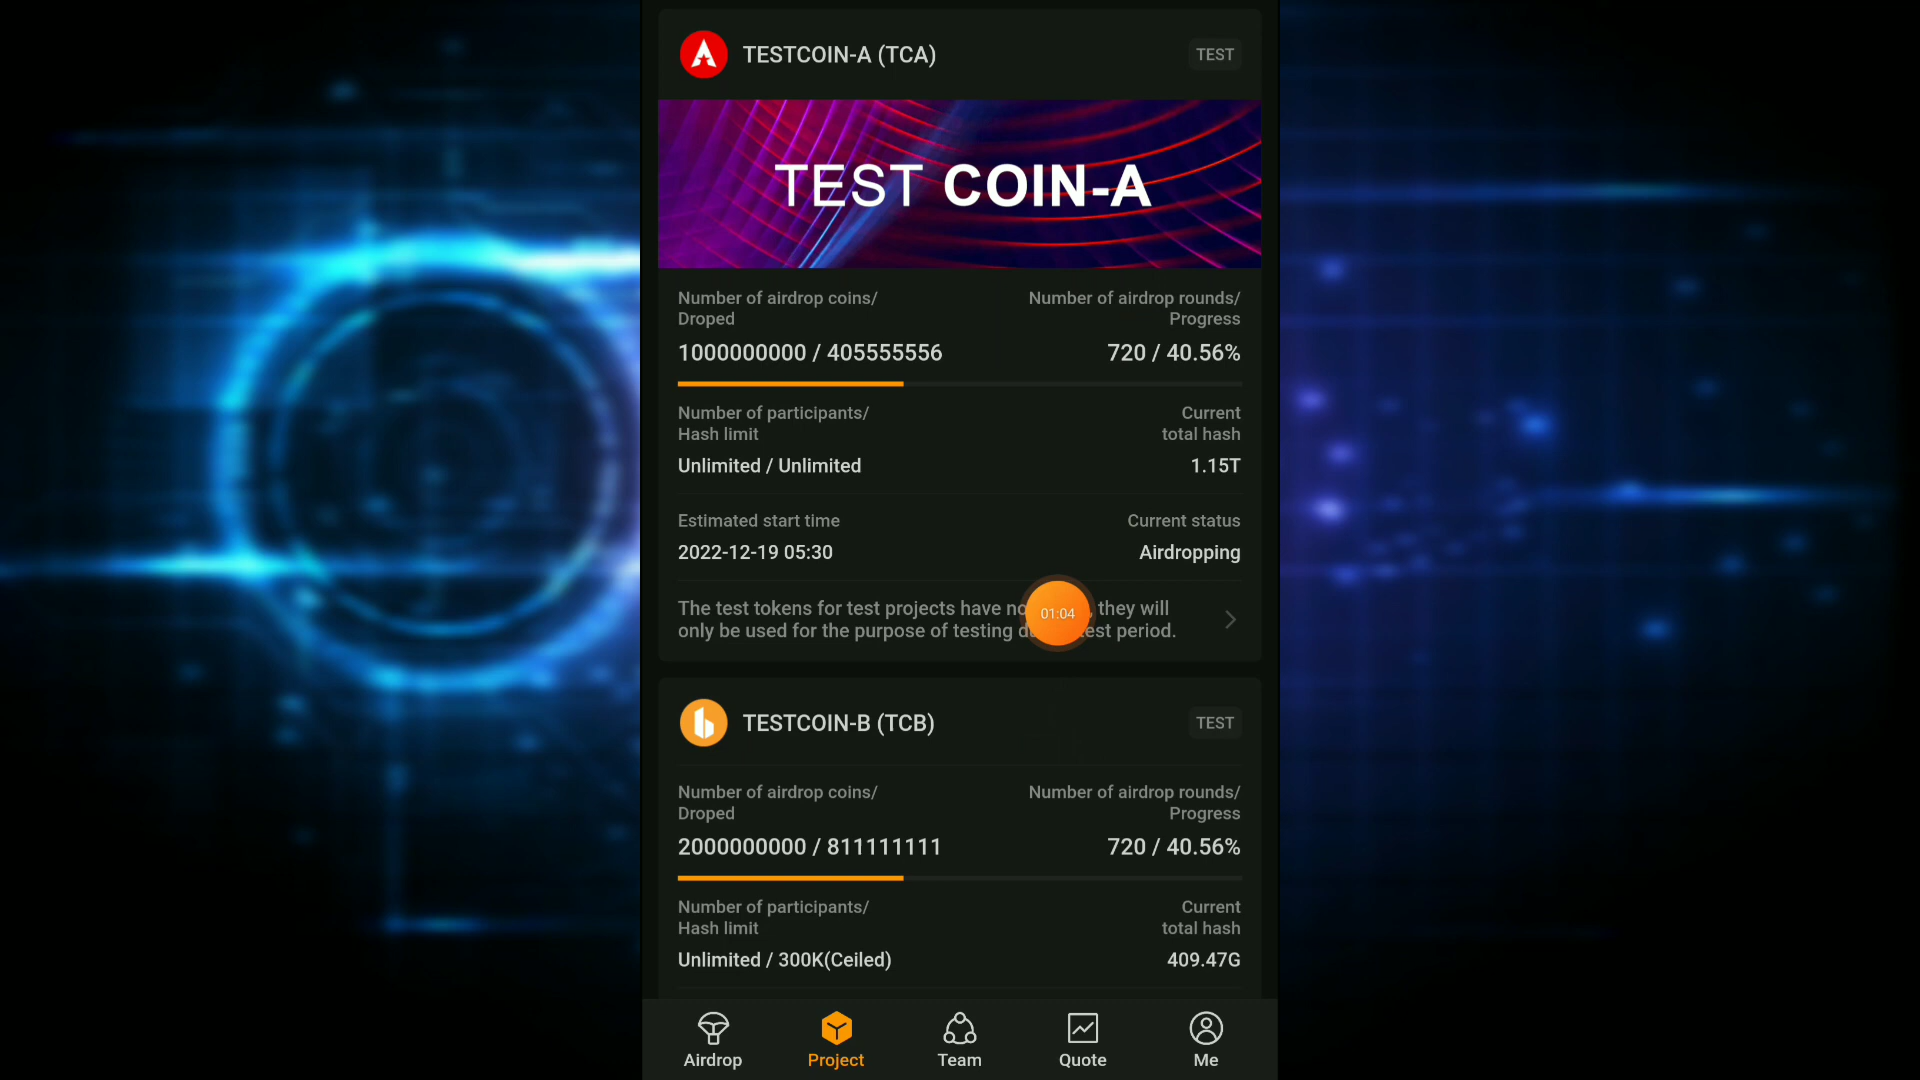 TESTCOIN-A (TCA)
TEST
TEST COIN-A
Number of airdrop coins/
Droped
Number of airdrop rounds/
Progress
1000000000 / 405555556
720 / 40.56%
Number of participants/
Hash limit
Current
total hash
Unlimited / Unlimited
1.15T
Estimated start time
Current status
2022-12-19 05:30
Airdropping
The test tokens for test projects have no they will
only be used for the purpose of testing test period.
01:04
TESTCOIN-B (TCB)
TEST
Number of airdrop coins/
Droped
Number of airdrop rounds/
Progress
2000000000 / 811111111
720 / 40.56%
Number of participants/
Hash limit
Current
total hash
Unlimited / 300K(Ceiled)
409.47G
Airdrop
Project
Team
Quote
Me